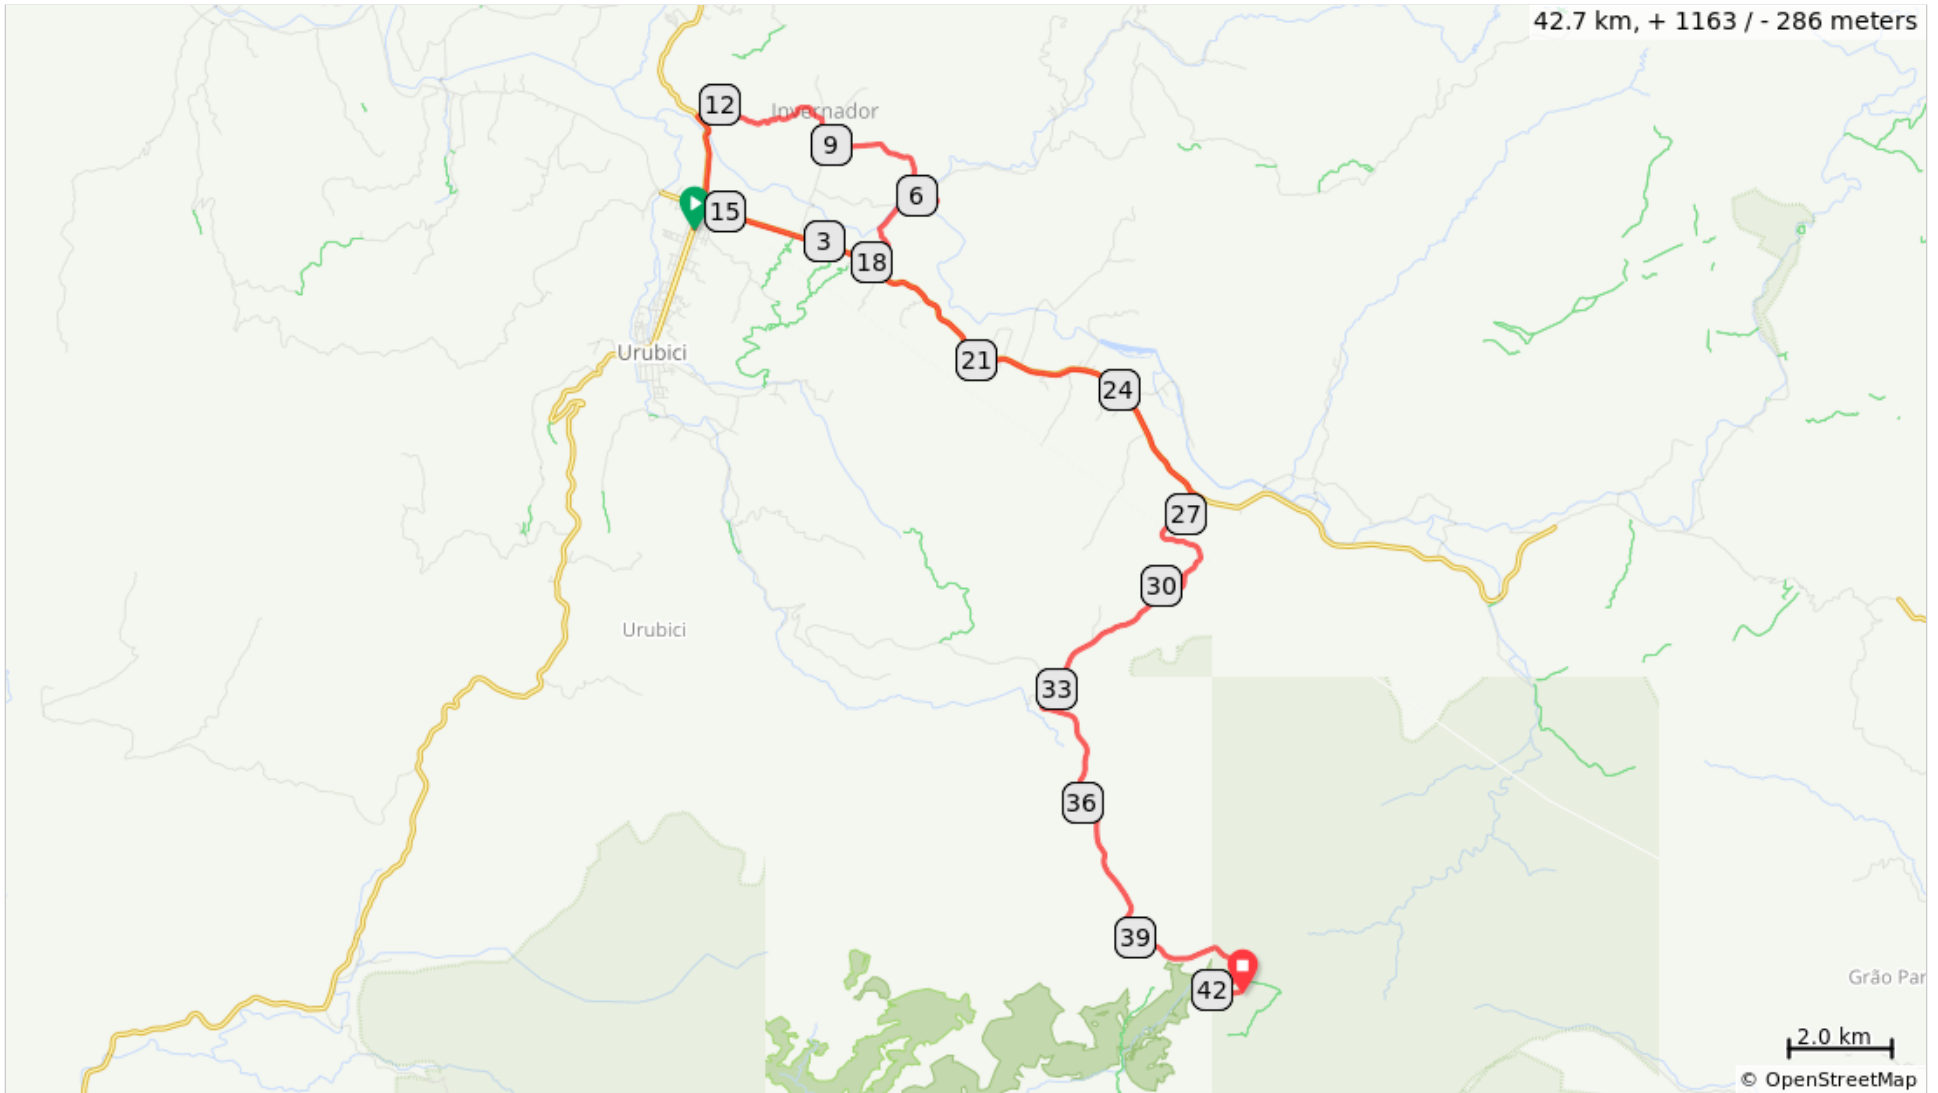 42.7 km, + 1163 / - 286 meters
12
Invernador
9
6
15
3
18
Urubici
21
24
27
30
Urubici
33
36
39
42
Grão Par
2.0 km
© OpenStreetMap